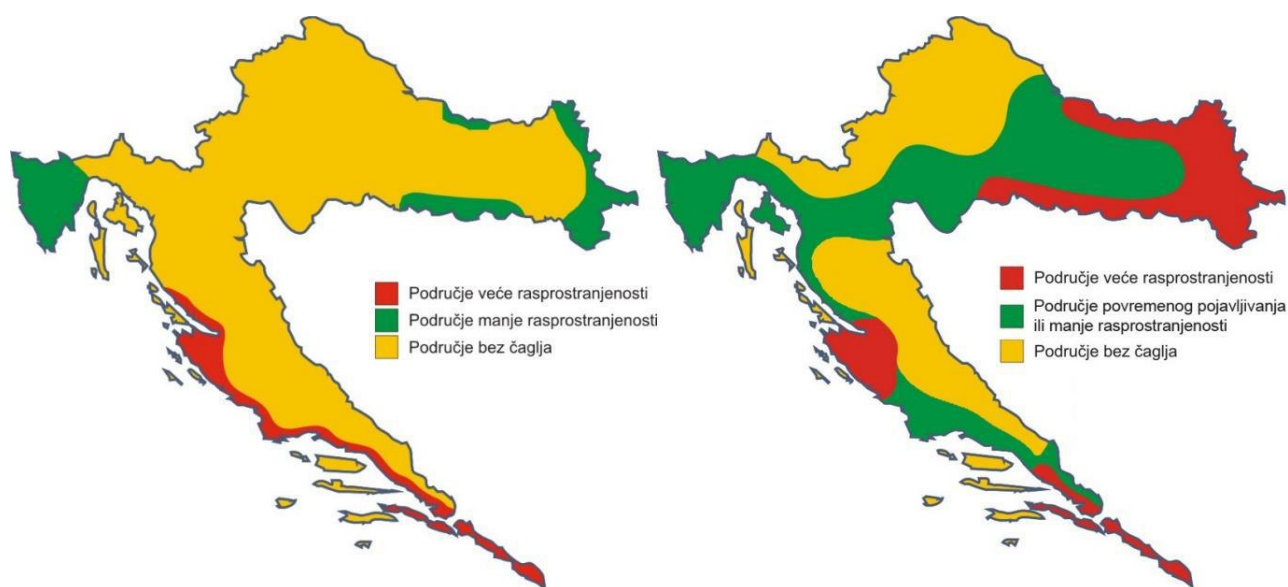 Područje veće rasprostranjenosti
Područje manje rasprostranjenosti
Područje bez čaglja
Područje veće rasprostranjenosti
Područje povremenog pojavljivanja
ili manje rasprostranjenosti
Područje bez čaglja